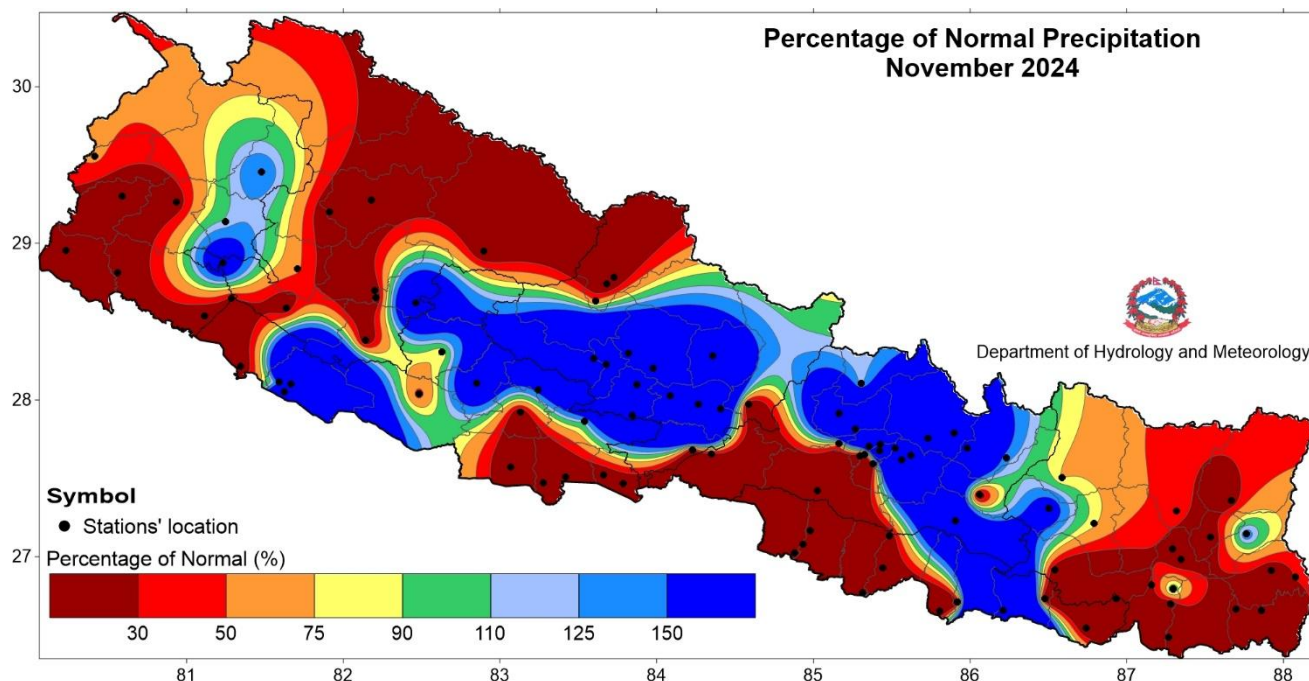 Percentage of Normal Precipitation
November 2024
30
29
28
27
Department of Hydrology and Meteorology
Symbol
Stations' location
Percentage of Normal (%)
30 50 75 90 110 125 150
81 82 83 84 85 86 87 88